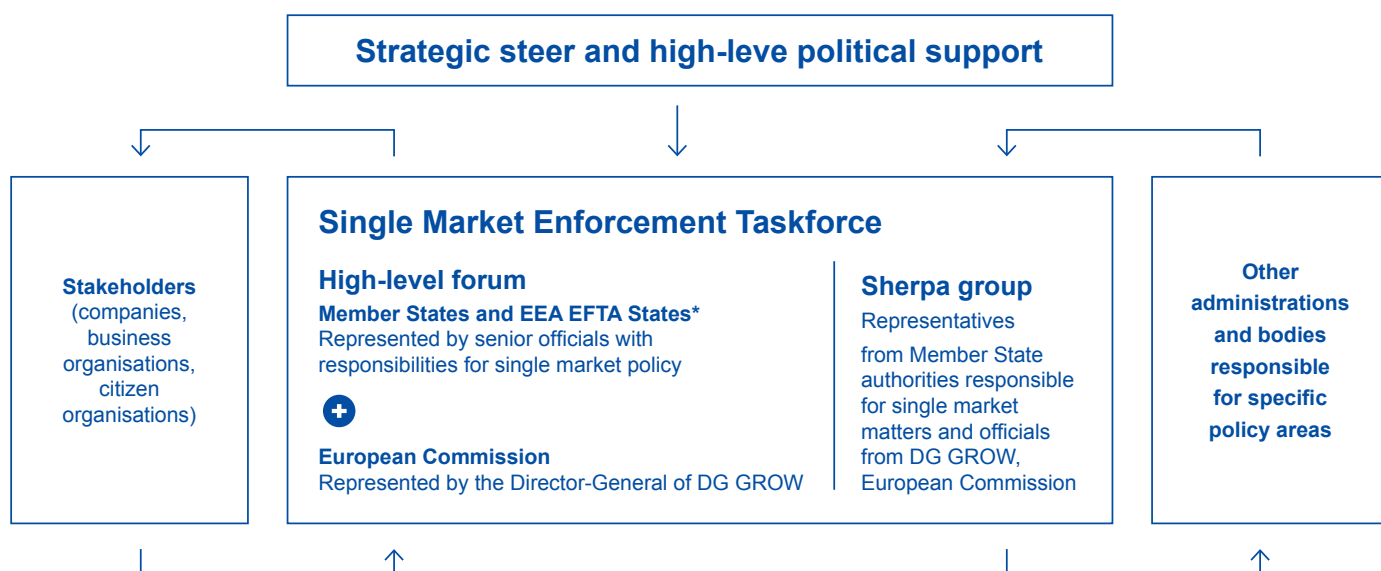 Strategic steer and high-leve political support
Stakeholders
(companies,
business
organisations,
citizen
organisations)
Single Market Enforcement Taskforce
High-level forum
Member States and EEA EFTA States*
Represented by senior officials with
responsibilities for single market policy
European Commission
Represented by the Director-General of DG GROW
Sherpa group
Representatives
from Member State
authorities responsible
for single market
matters and officials
from DG GROW,
European Commission
Other
administrations
and bodies
responsible
for specific
policy areas